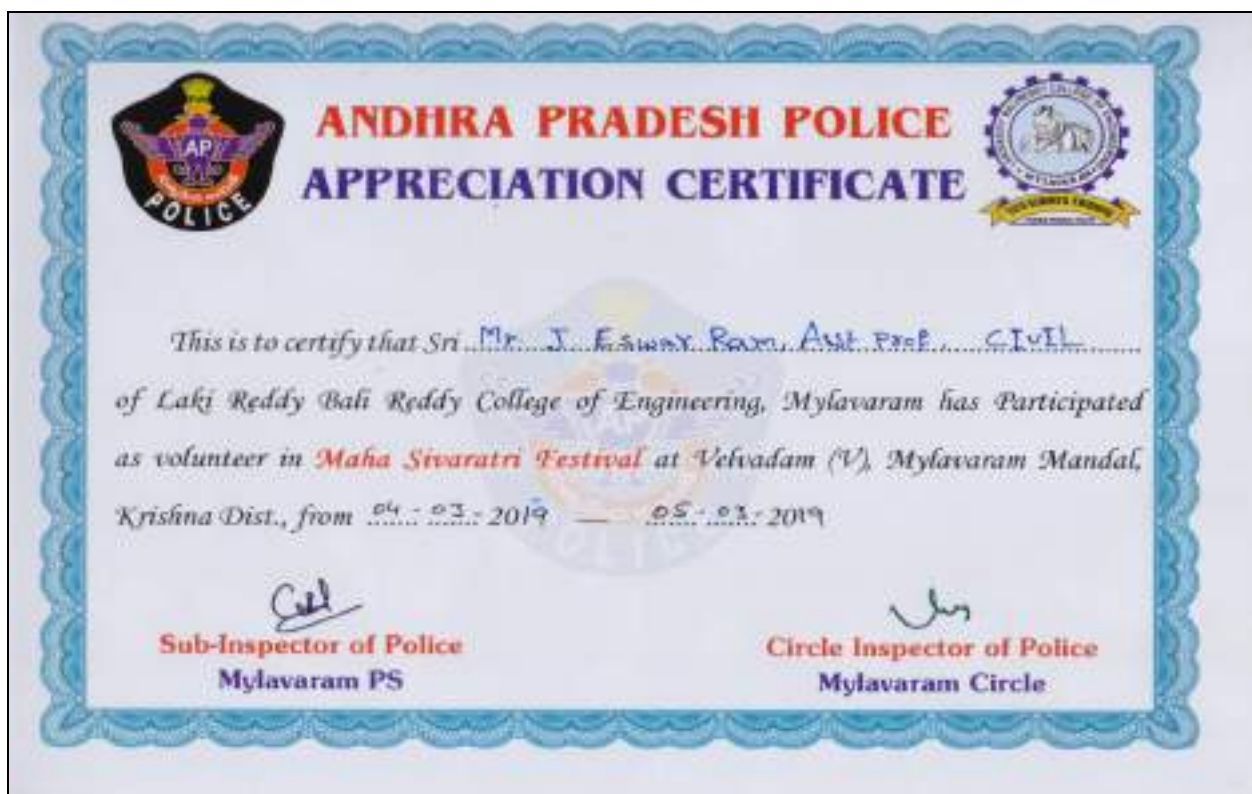 ANDHRA PRADESH POLICE
APPRECIATION CERTIFICATE
AP
POLICE
This is to certify that Sri Mr. J. Eswar Ram, Asst Prof, CIVIL
of Laki Reddy Bali Reddy College of Engineering, Mylavaram has Participated
as volunteer in Maha Sivaratri Festival at Velvadam (V), Mylavaram Mandal,
Krishna Dist., from 04-03-2019 — 05-03-2019
Sub-Inspector of Police
Mylavaram PS
Circle Inspector of Police
Mylavaram Circle